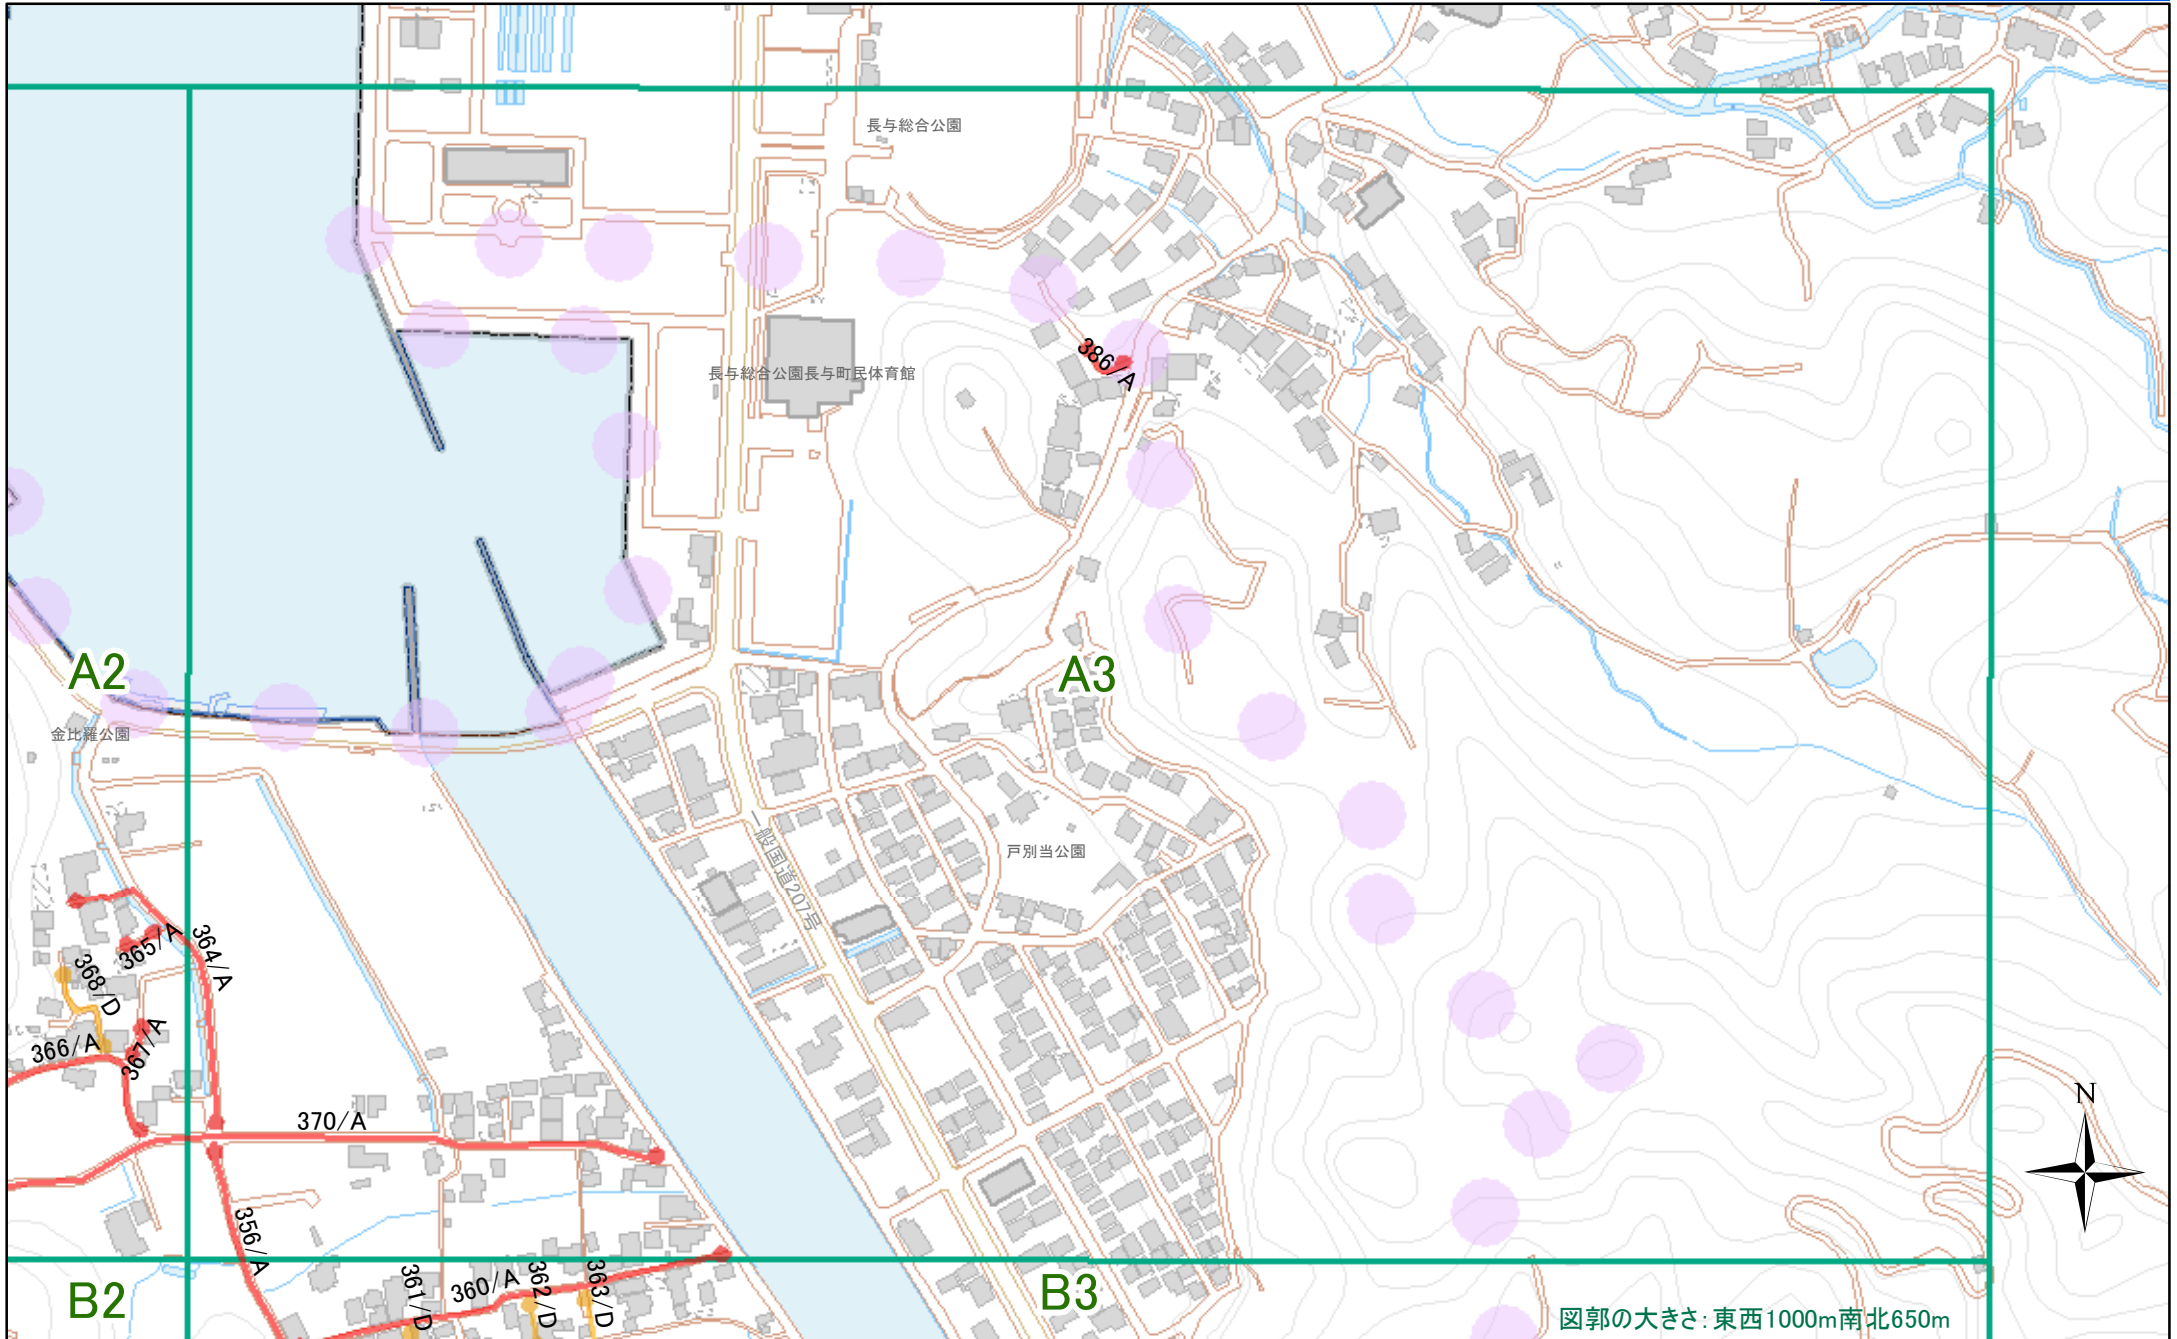 長与総合公園
386/A
長与総合公園長与町民体育館
A2
A3
金比羅公園
一般国道207号
戸別当公園
365/A
364/A
368/D
366/A
367/A
370/A
N
356/A
B2
361/D
360/A
362/D
363/D
B3
図郭の大きさ:東西1000m南北650m